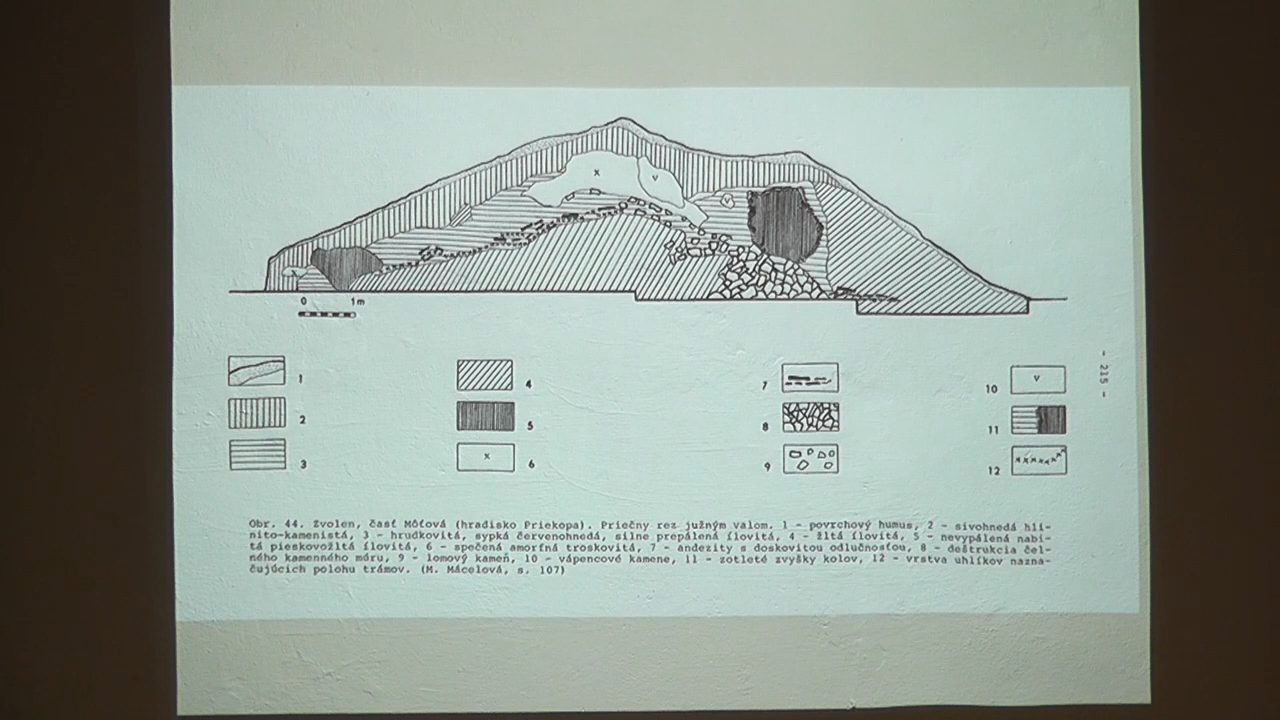 x
v
v
0 1m
1
4
7
10 v
2
5
8
11
3
6 x
9
12
- 215 -
Obr. 44. Zvolen, časť Môťová (hradisko Priekopa). Priečny rez južným valom. 1 - povrchový humus, 2 - sivohnedá hli-
nito-kamenistá, 3 - hrudkovitá, sypká červenohnedá, silne prepálená ílovitá, 4 - žltá ílovitá, 5 - nevypálená nabi-
tá pieskovožltá ílovitá, 6 - spečená amorfná troskovitá, 7 - andezity s doskovitou odlučnosťou, 8 - deštrukcia čel-
ného kamenného múru, 9 - lomový kameň, 10 - vápencové kamene, 11 - zotleté zvyšky kolov, 12 - vrstva uhlíkov nazna-
čujúcich polohu trámov. (M. Mácelová, s. 107)